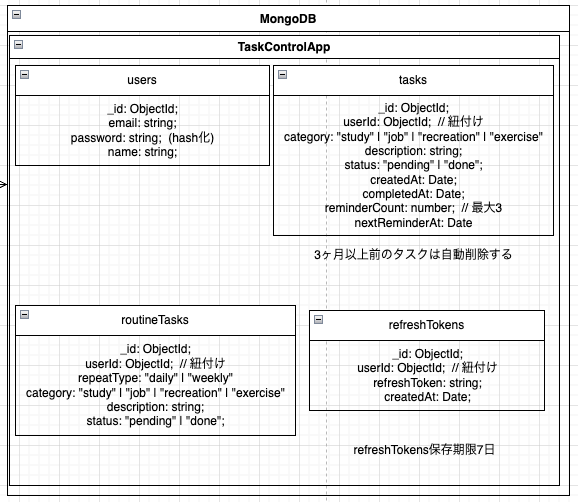 MongoDB
TaskControlApp
users
_id: ObjectId;
email: string;
password: string;  (hash化)
name: string;
tasks
_id: ObjectId;
userId: ObjectId;  // 紐付け
category: "study" | "job" | "recreation" | "exercise"
description: string;
status: "pending" | "done";
createdAt: Date;
completedAt: Date;
reminderCount: number;  // 最大3
nextReminderAt: Date
3ヶ月以上前のタスクは自動削除する
routineTasks
_id: ObjectId;
userId: ObjectId;  // 紐付け
repeatType: "daily" | "weekly"
category: "study" | "job" | "recreation" | "exercise"
description: string;
status: "pending" | "done";
refreshTokens
_id: ObjectId;
userId: ObjectId;  // 紐付け
refreshToken: string;
createdAt: Date;
refreshTokens保存期限7日